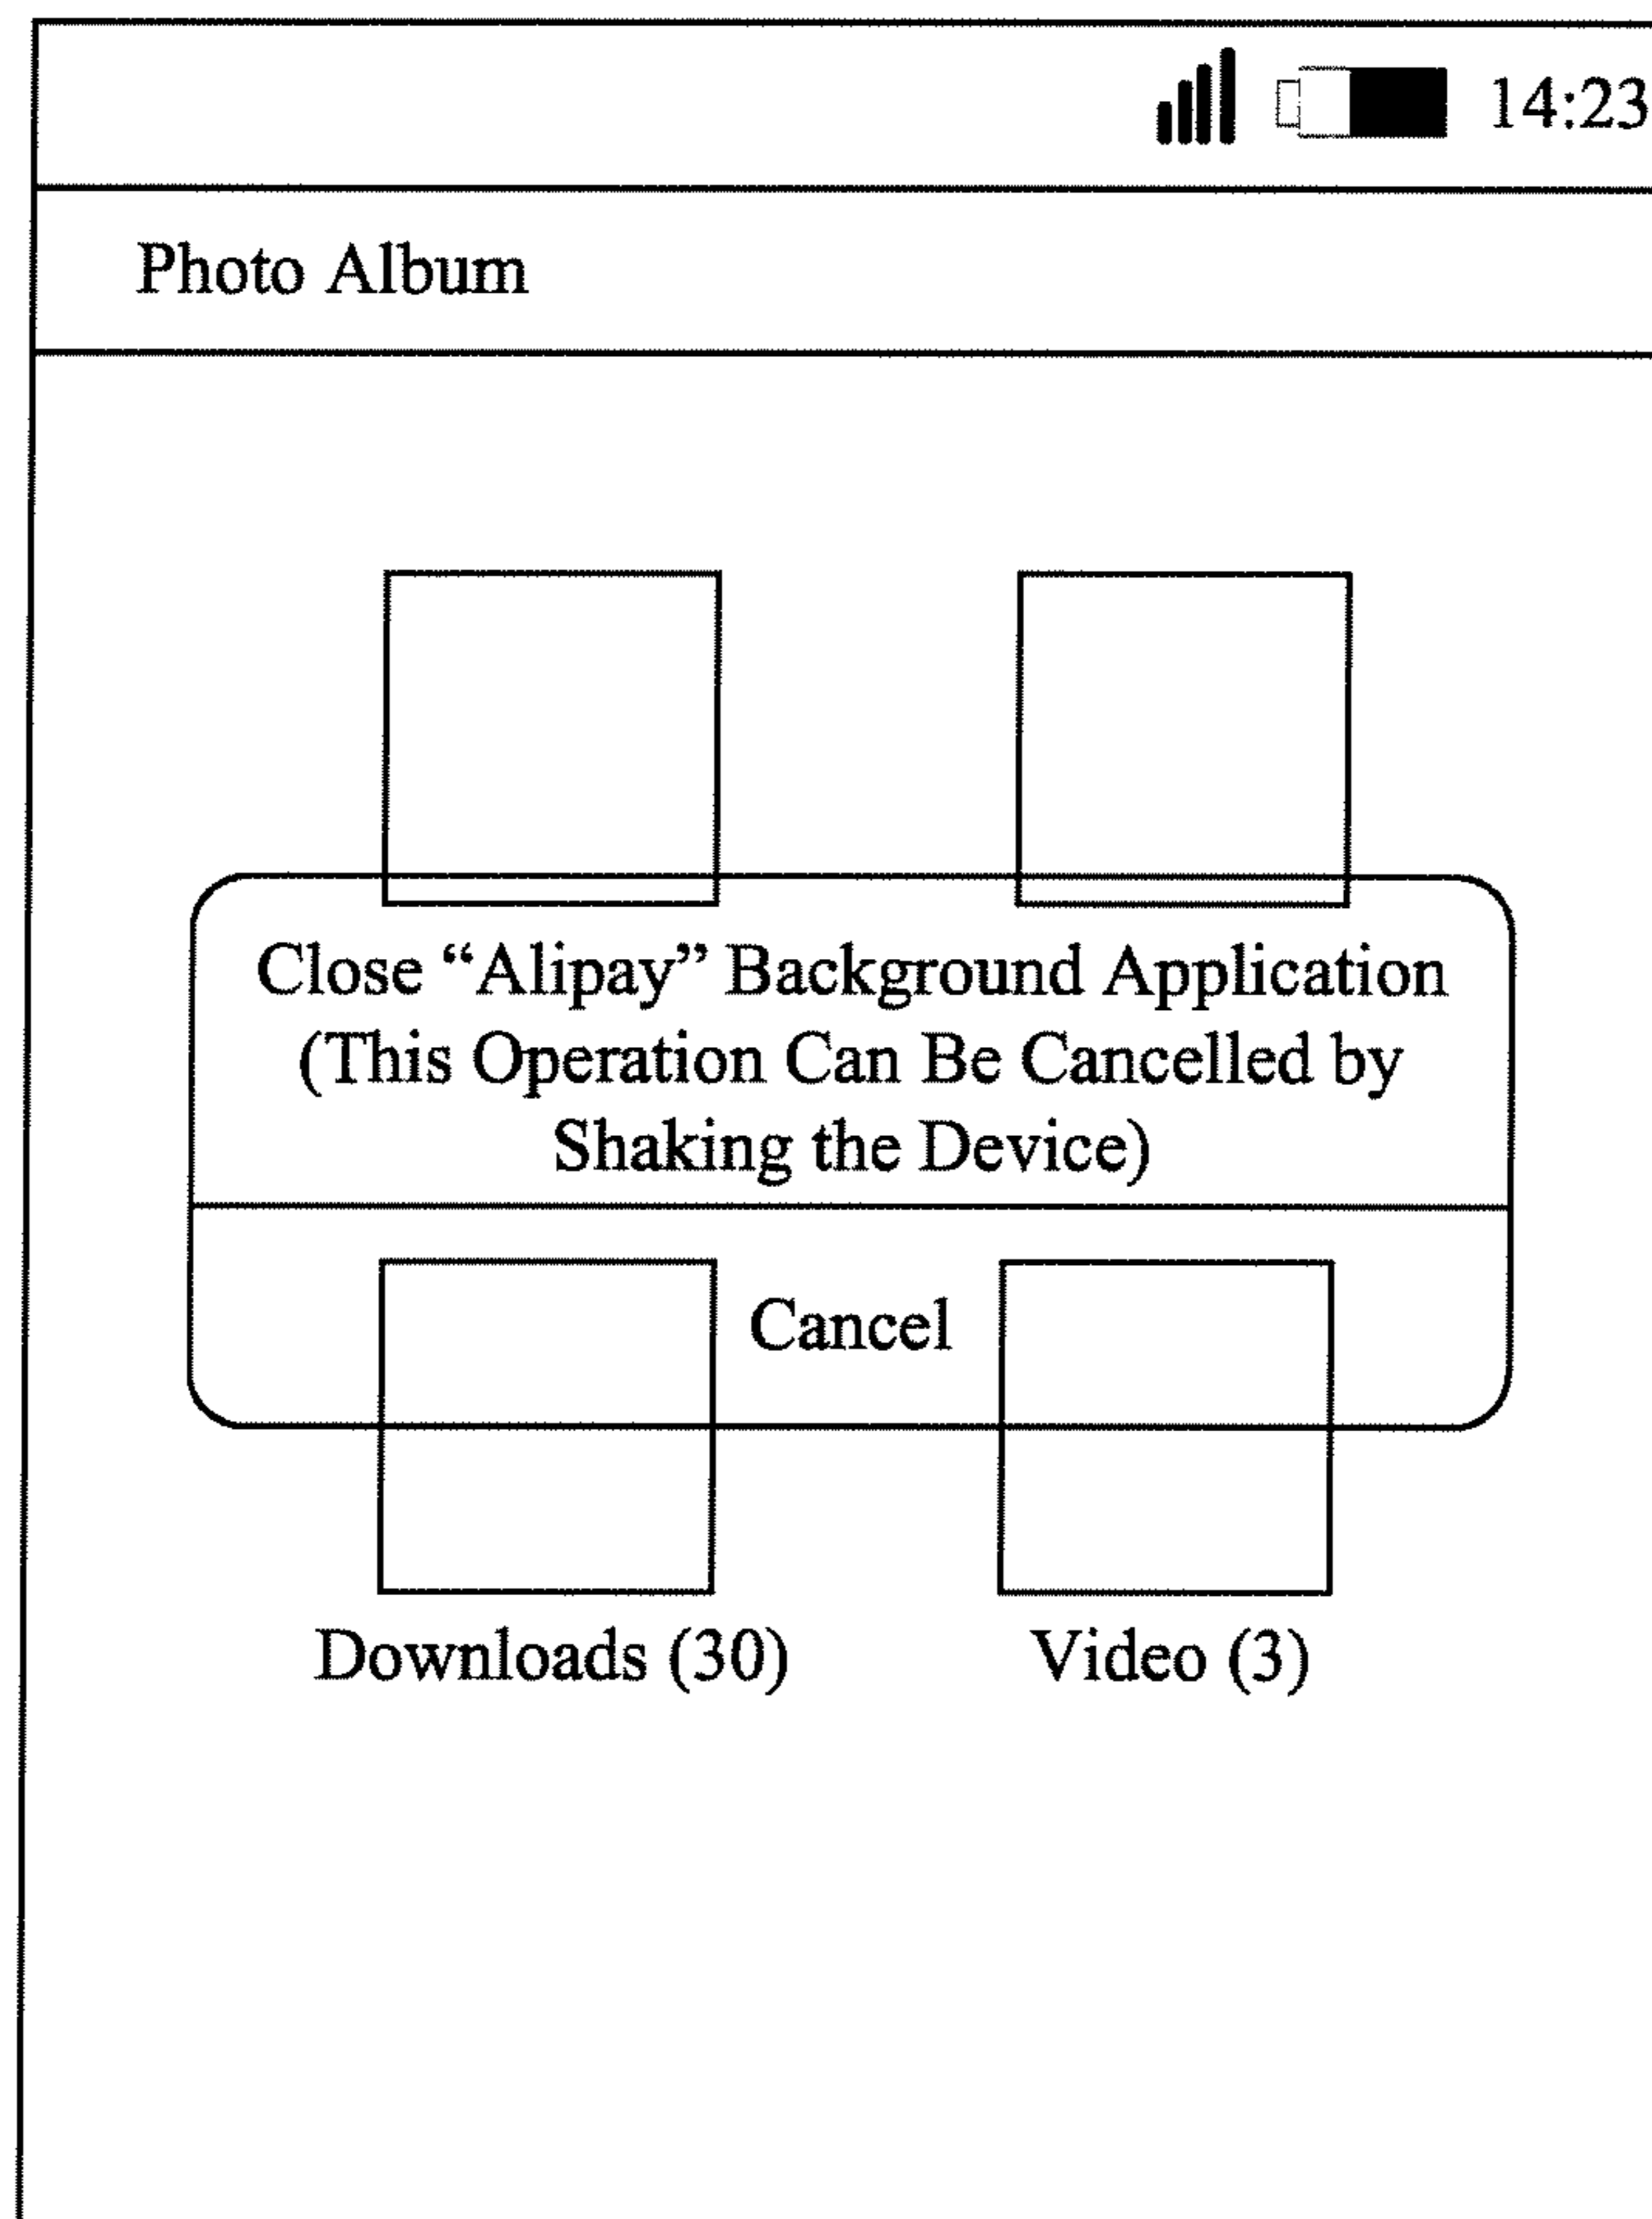 14:23
Photo Album
Close “Alipay” Background Application
(This Operation Can Be Cancelled by
Shaking the Device)
Cancel
Downloads (30) Video (3)